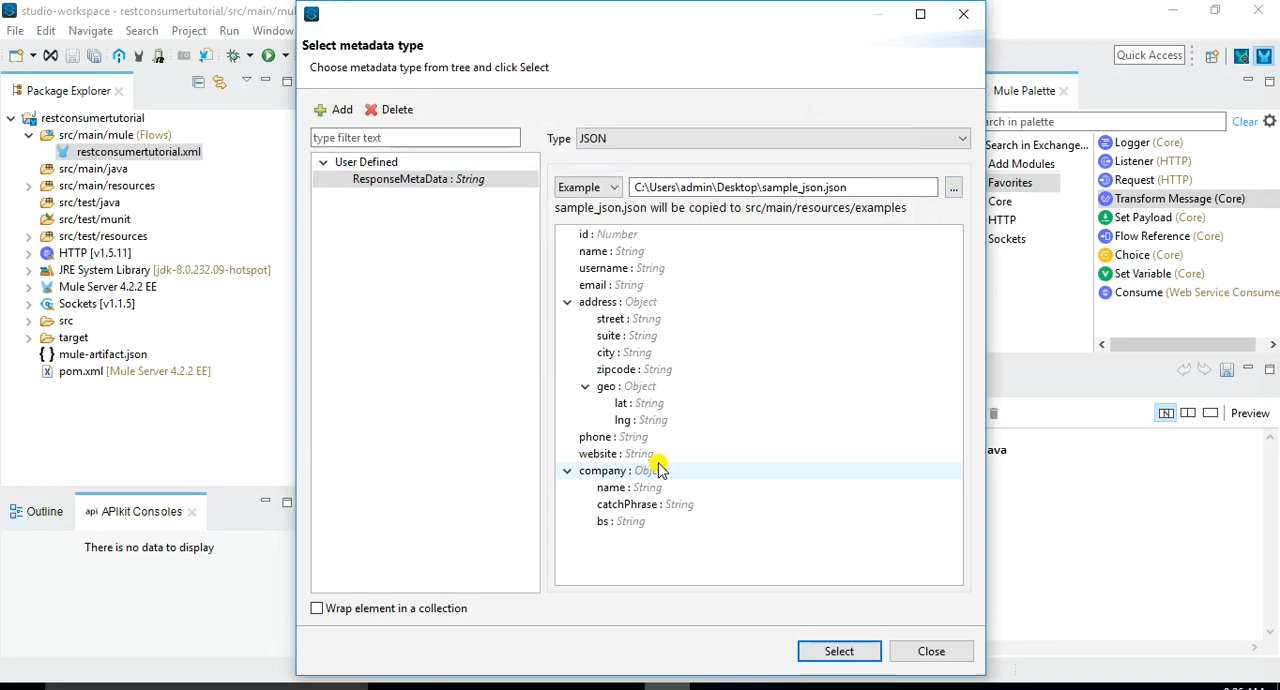 studio-workspace - restconsumertutorial/src/main/mul
File Edit Navigate Search Project Run Window
Quick Access
Package Explorer
restconsumertutorial
src/main/mule (Flows)
restconsumertutorial.xml
src/main/java
src/main/resources
src/test/java
src/test/munit
src/test/resources
HTTP [v1.5.11]
JRE System Library [jdk-8.0.232.09-hotspot]
Mule Server 4.2.2 EE
Sockets [v1.1.5]
src
target
mule-artifact.json
pom.xml [Mule Server 4.2.2 EE]
Outline
api APIkit Consoles
There is no data to display
Select metadata type
Choose metadata type from tree and click Select
Add Delete
type filter text
User Defined
ResponseMetaData : String
Type JSON
Example C:\Users\admin\Desktop\sample_json.json ...
sample_json.json will be copied to src/main/resources/examples
id : Number
name : String
username : String
email : String
address : Object
street : String
suite : String
city : String
zipcode : String
geo : Object
lat : String
lng : String
phone : String
website : String
company : Obje
name : String
catchPhrase : String
bs : String
Wrap element in a collection
Select Close
Mule Palette
rch in palette Clear
Search in Exchange...
Add Modules
Favorites
Core
HTTP
Sockets
Logger (Core)
Listener (HTTP)
Request (HTTP)
Transform Message (Core)
Set Payload (Core)
Flow Reference (Core)
Choice (Core)
Set Variable (Core)
Consume (Web Service Consume
Preview
ava